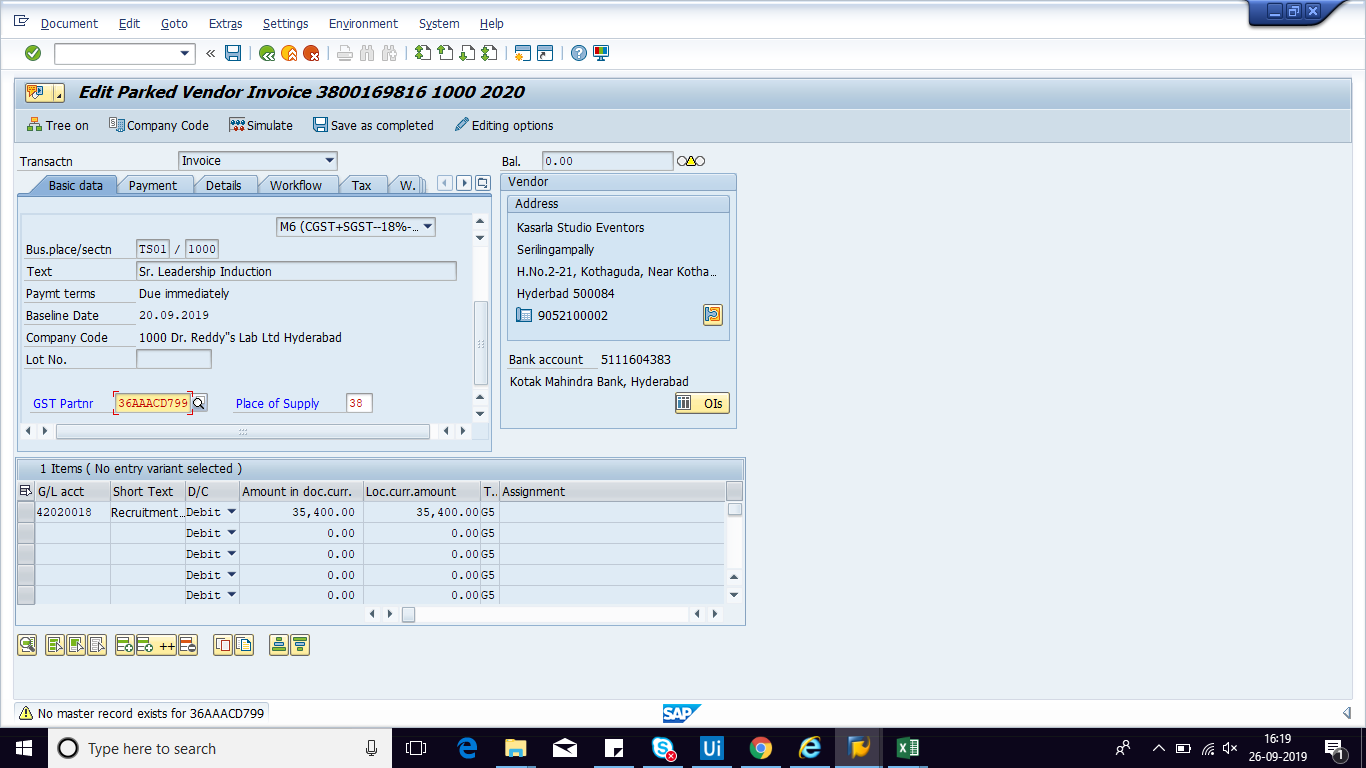 Document Edit Goto Extras Settings Environment System Help
Edit Parked Vendor Invoice 3800169816 1000 2020
Tree on Company Code Simulate Save as completed Editing options
Transactn Invoice Bal. 0.00
Basic data Payment Details Workflow Tax W.
Vendor
Address
M6 (CGST+SGST--18%-...
Kasarla Studio Eventors
Bus.place/sectn TS01 / 1000
Serilingampally
Text Sr. Leadership Induction
H.No.2-21, Kothaguda, Near Kotha...
Paymt terms Due immediately
Hyderbad 500084
Baseline Date 20.09.2019
9052100002
Company Code 1000 Dr. Reddy"s Lab Ltd Hyderabad
Lot No.
Bank account 5111604383
Kotak Mahindra Bank, Hyderabad
GST Partnr 36AAACD799 Place of Supply 38
OIs
1 Items ( No entry variant selected )
G/L acct Short Text D/C Amount in doc.curr. Loc.curr.amount T.. Assignment
42020018 Recruitment... Debit 35,400.00 35,400.00 G5
Debit 0.00 0.00 G5
Debit 0.00 0.00 G5
Debit 0.00 0.00 G5
Debit 0.00 0.00 G5
No master record exists for 36AAACD799
SAP
Type here to search
Ui
16:19
26-09-2019
1